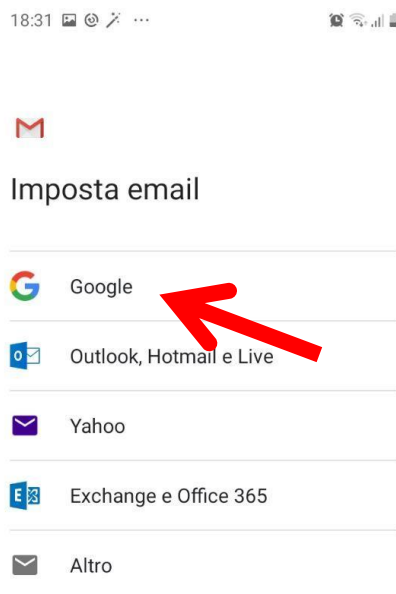 18:31
Imposta email
Google
Outlook, Hotmail e Live
Yahoo
Exchange e Office 365
Altro